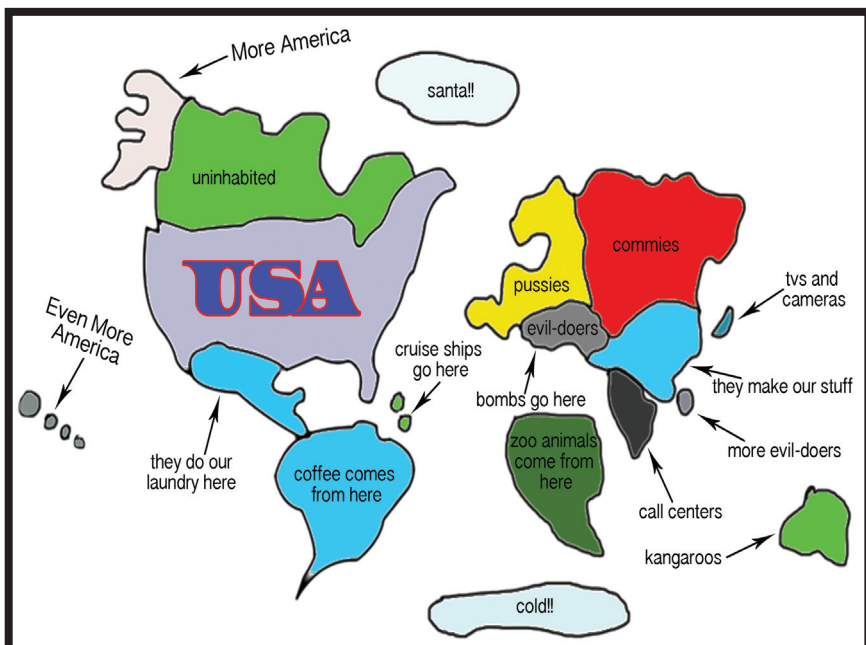 More America
santa!!
uninhabited
commies
USA
pussies
tvs and
cameras
Even More
America
evil-doers
cruise ships
go here
bombs go here
they make our stuff
they do our
laundry here
coffee comes
from here
zoo animals
come from
here
more evil-doers
call centers
kangaroos
cold!!